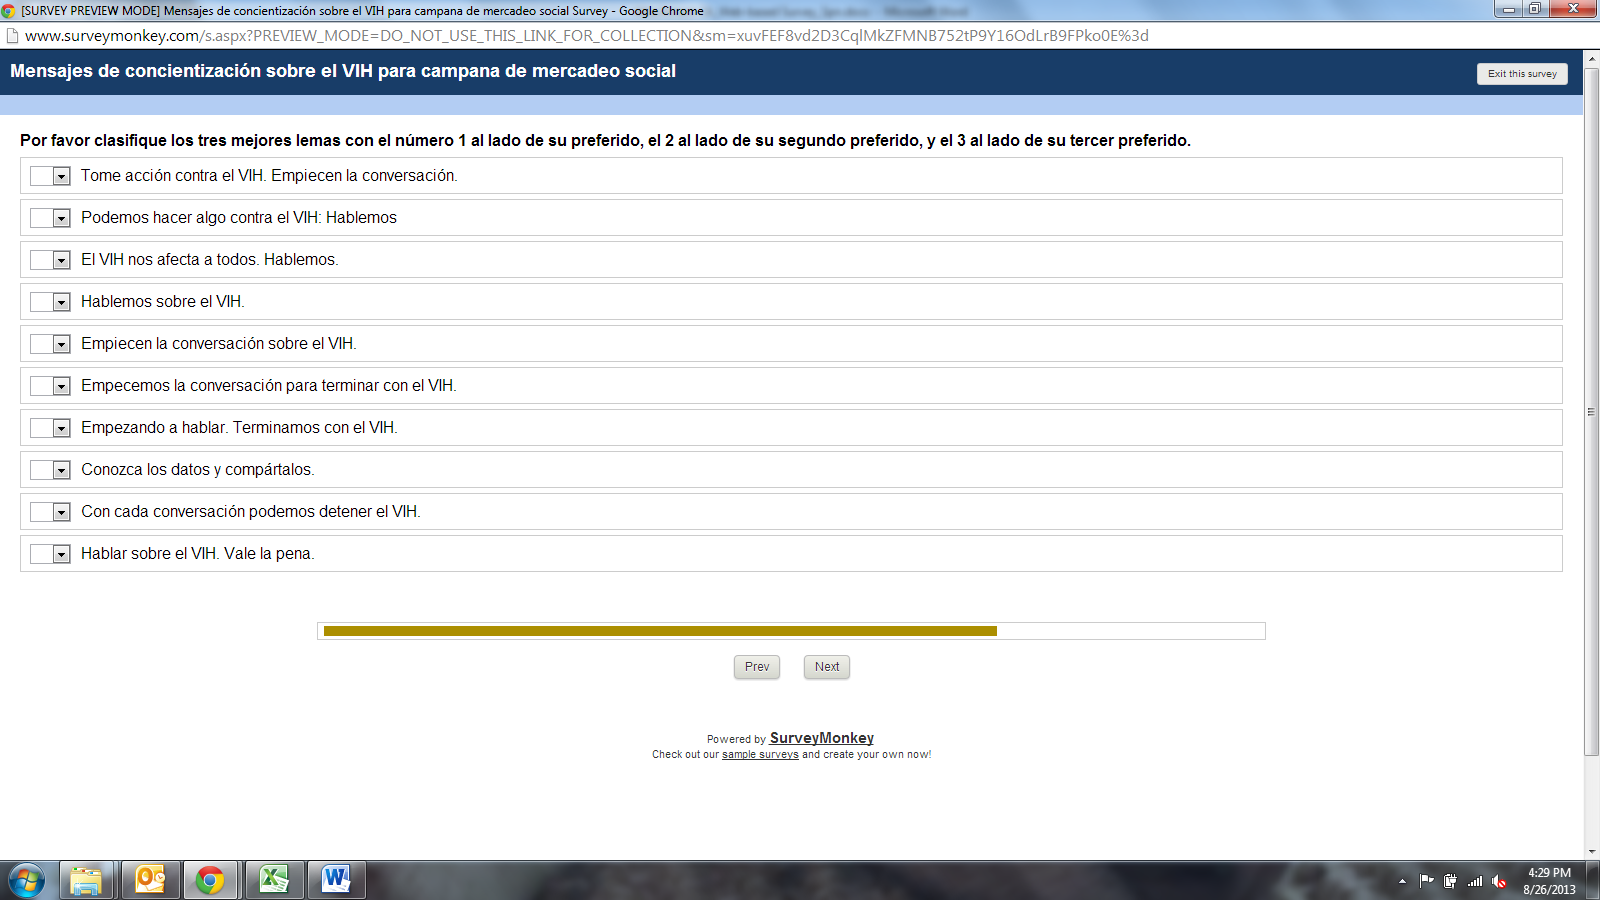 [SURVEY PREVIEW MODE] Mensajes de concientización sobre el VIH para campana de mercadeo social Survey - Google Chrome
www.surveymonkey.com/s.aspx?PREVIEW_MODE=DO_NOT_USE_THIS_LINK_FOR_COLLECTION&sm=xuvFEF8vd2D3CqlMkZFMNB752tP9Y16OdLrB9FPko0E%3d
Mensajes de concientización sobre el VIH para campana de mercadeo social
Exit this survey
Por favor clasifique los tres mejores lemas con el número 1 al lado de su preferido, el 2 al lado de su segundo preferido, y el 3 al lado de su tercer preferido.
Tome acción contra el VIH. Empiecen la conversación.
Podemos hacer algo contra el VIH: Hablemos
El VIH nos afecta a todos. Hablemos.
Hablemos sobre el VIH.
Empiecen la conversación sobre el VIH.
Empecemos la conversación para terminar con el VIH.
Empezando a hablar. Terminamos con el VIH.
Conozca los datos y compártalos.
Con cada conversación podemos detener el VIH.
Hablar sobre el VIH. Vale la pena.
Prev Next
Powered by SurveyMonkey
Check out our sample surveys and create your own now!
4:29 PM
8/26/2013